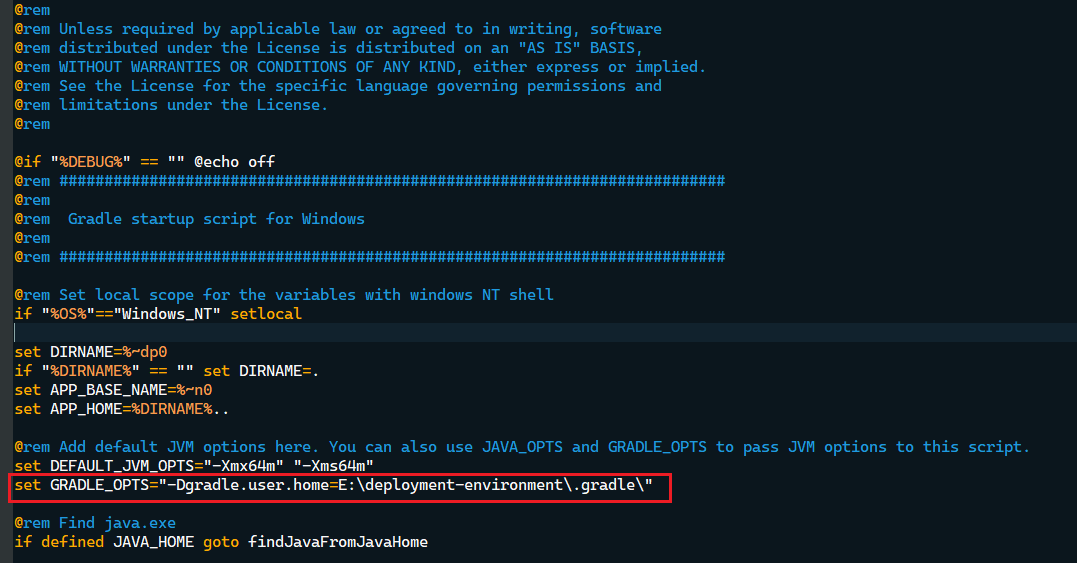 @rem
@rem Unless required by applicable law or agreed to in writing, software
@rem distributed under the License is distributed on an "AS IS" BASIS,
@rem WITHOUT WARRANTIES OR CONDITIONS OF ANY KIND, either express or implied.
@rem See the License for the specific language governing permissions and
@rem limitations under the License.
@rem
@if "%DEBUG%" == "" @echo off
@rem ##########################################################################
@rem
@rem  Gradle startup script for Windows
@rem
@rem ##########################################################################
@rem Set local scope for the variables with windows NT shell
if "%OS%"=="Windows_NT" setlocal
set DIRNAME=%~dp0
if "%DIRNAME%" == "" set DIRNAME=.
set APP_BASE_NAME=%~n0
set APP_HOME=%DIRNAME%..
@rem Add default JVM options here. You can also use JAVA_OPTS and GRADLE_OPTS to pass JVM options to this script.
set DEFAULT_JVM_OPTS="-Xmx64m" "-Xms64m"
set GRADLE_OPTS="-Dgradle.user.home=E:\deployment-environment\.gradle\"
@rem Find java.exe
if defined JAVA_HOME goto findJavaFromJavaHome